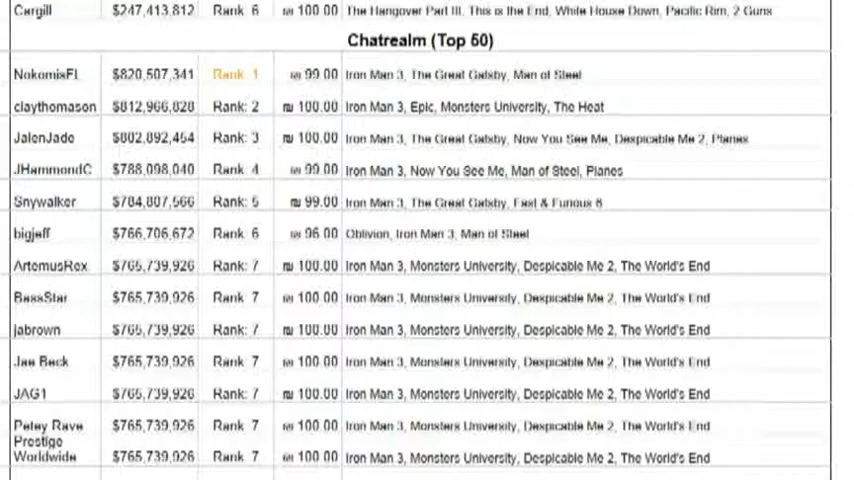 Cargill $247,413,812 Rank 6 ₪ 100.00 The Hangover Part III, This is the End, White House Down, Pacific Rim, 2 Guns
Chatrealm (Top 50)
NokomisFL $820,507,341 Rank 1 ₪ 99.00 Iron Man 3, The Great Gatsby, Man of Steel
claythomason $812,966,828 Rank: 2 ₪ 100.00 Iron Man 3, Epic, Monsters University, The Heat
JalenJade $802,892,454 Rank: 3 ₪ 100.00 Iron Man 3, The Great Gatsby, Now You See Me, Despicable Me 2, Planes
JHammondC $788,098,040 Rank 4 ₪ 99.00 Iron Man 3, Now You See Me, Man of Steel, Planes
Snywalker $784,807,566 Rank: 5 ₪ 99.00 Iron Man 3, The Great Gatsby, Fast & Furious 6
bigjeff $766,706,672 Rank 6 ₪ 96.00 Oblivion, Iron Man 3, Man of Steel
ArtemusRex $765,739,926 Rank: 7 ₪ 100.00 Iron Man 3, Monsters University, Despicable Me 2, The World's End
BassStar $765,739,926 Rank 7 ₪ 100.00 Iron Man 3, Monsters University, Despicable Me 2, The World's End
jabrown $765,739,926 Rank: 7 ₪ 100.00 Iron Man 3, Monsters University, Despicable Me 2, The World's End
Jae Beck $765,739,926 Rank 7 ₪ 100.00 Iron Man 3, Monsters University, Despicable Me 2, The World's End
JAG1 $765,739,926 Rank: 7 ₪ 100.00 Iron Man 3, Monsters University, Despicable Me 2, The World's End
Petey Rave $765,739,926 Rank 7 ₪ 100.00 Iron Man 3, Monsters University, Despicable Me 2, The World's End
Prestige
Worldwide $765,739,926 Rank 7 ₪ 100.00 Iron Man 3, Monsters University, Despicable Me 2, The World's End